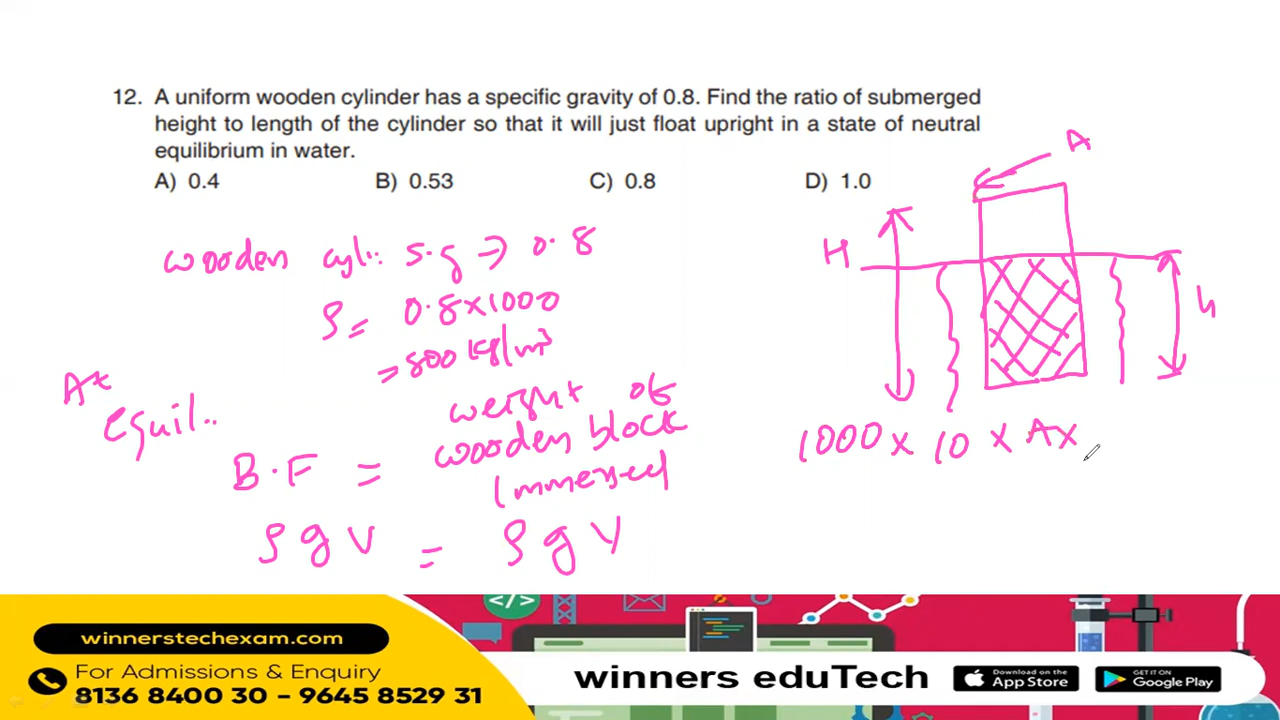 12. A uniform wooden cylinder has a specific gravity of 0.8. Find the ratio of submerged
height to length of the cylinder so that it will just float upright in a state of neutral
equilibrium in water.
A) 0.4 B) 0.53 C) 0.8 D) 1.0
A
wooden cyl:. S.g => 0.8
H
ρ = 0.8×1000
h
= 800 kg/m³
At
equil:.
weight of
wooden block
immersed
B.F =
1000 × 10 × A×
ρ g V = ρ g V
</>
winnerstechexam.com
For Admissions & Enquiry
8136 8400 30 – 9645 8529 31
winners eduTech
Download on the
App Store
GET IT ON
Google Play